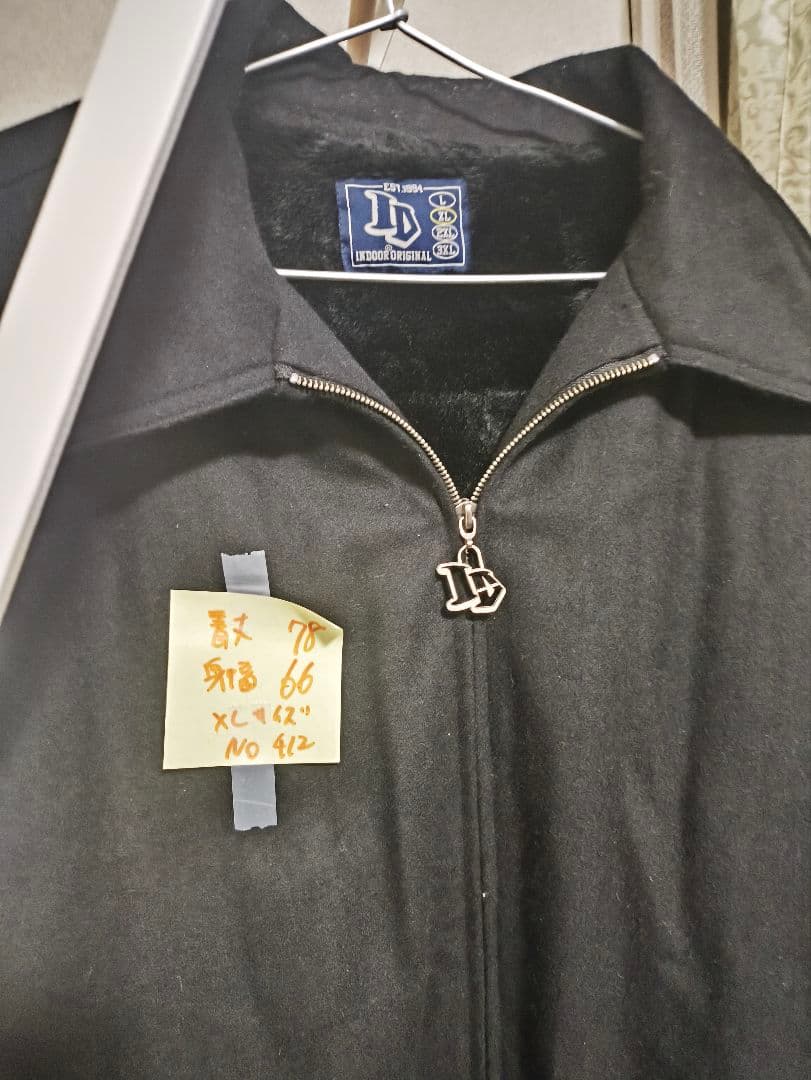 EST.1994
ID
L
XL
2XL
3XL
INDOOR®ORIGINAL
ID
着丈 78
身幅 66
XLサイズ
NO 412